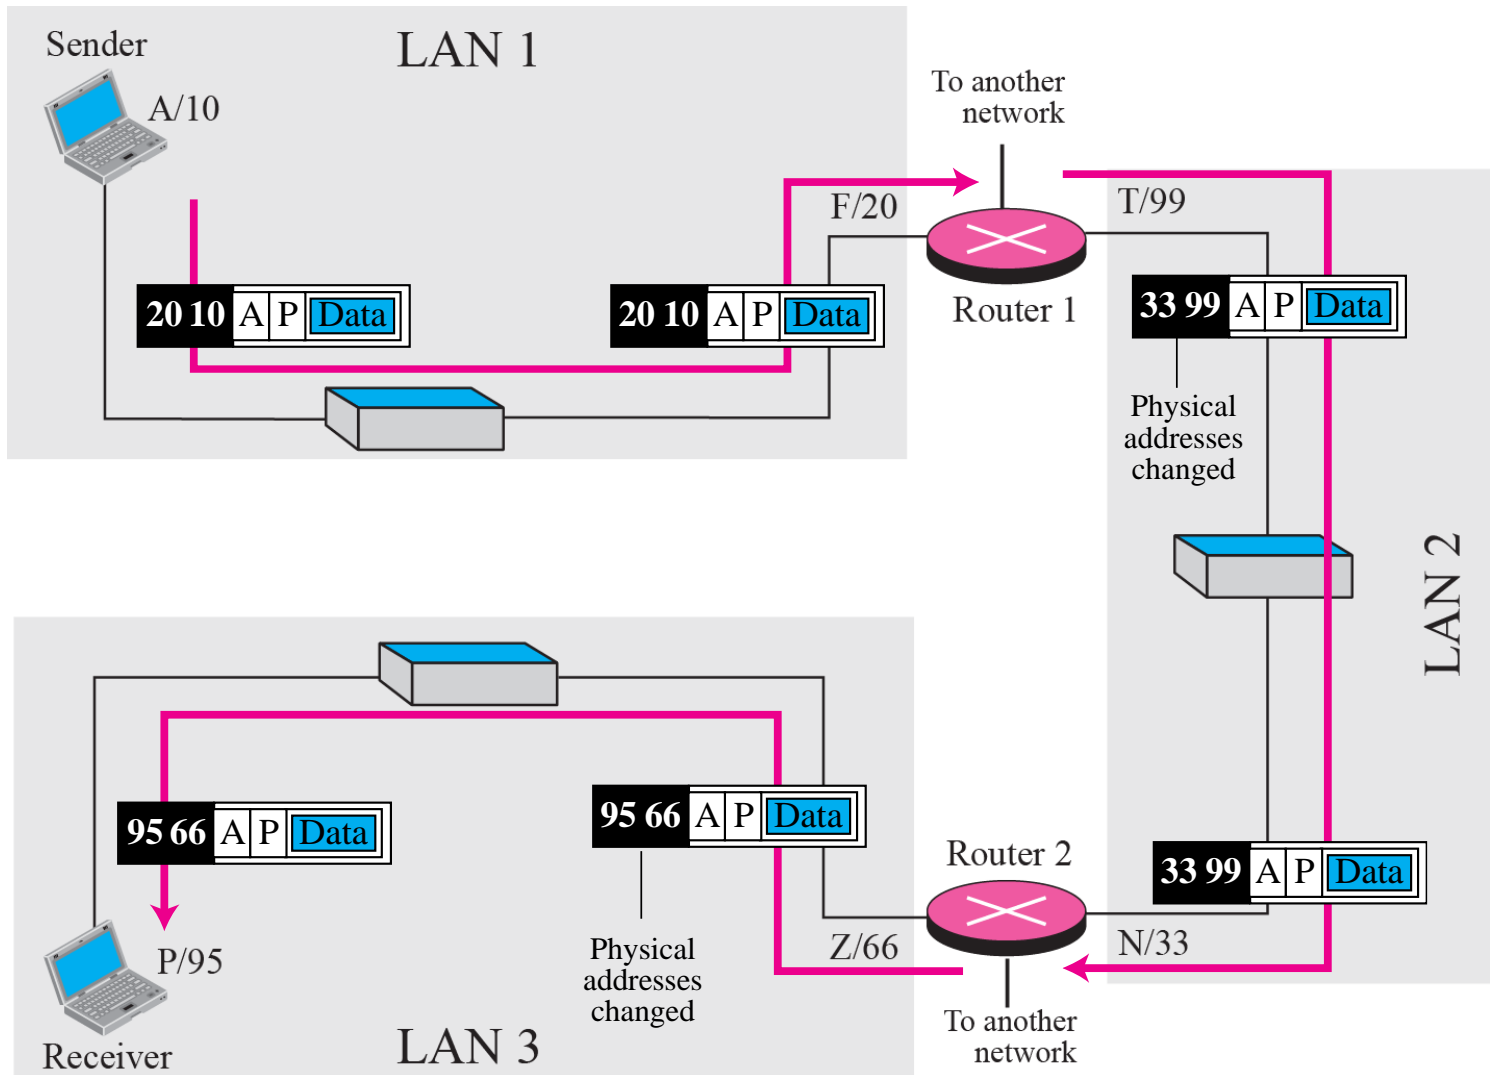 Sender
LAN 1
A/10
To another
network
F/20
T/99
20 10 A P Data
20 10 A P Data
Router 1
33 99 A P Data
Physical
addresses
changed
LAN 2
95 66 A P Data
95 66 A P Data
Router 2
33 99 A P Data
P/95
Physical
addresses
changed
Z/66
N/33
To another
network
Receiver
LAN 3